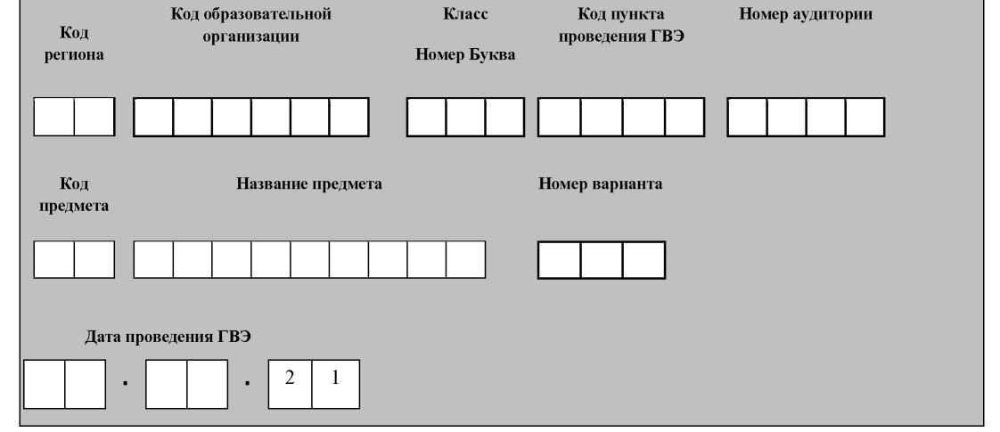 Код образовательной организации
Класс
Код пункта проведения ГВЭ
Номер аудитории
Код региона
Номер Буква
Код предмета
Название предмета
Номер варианта
Дата проведения ГВЭ
. . 2 1